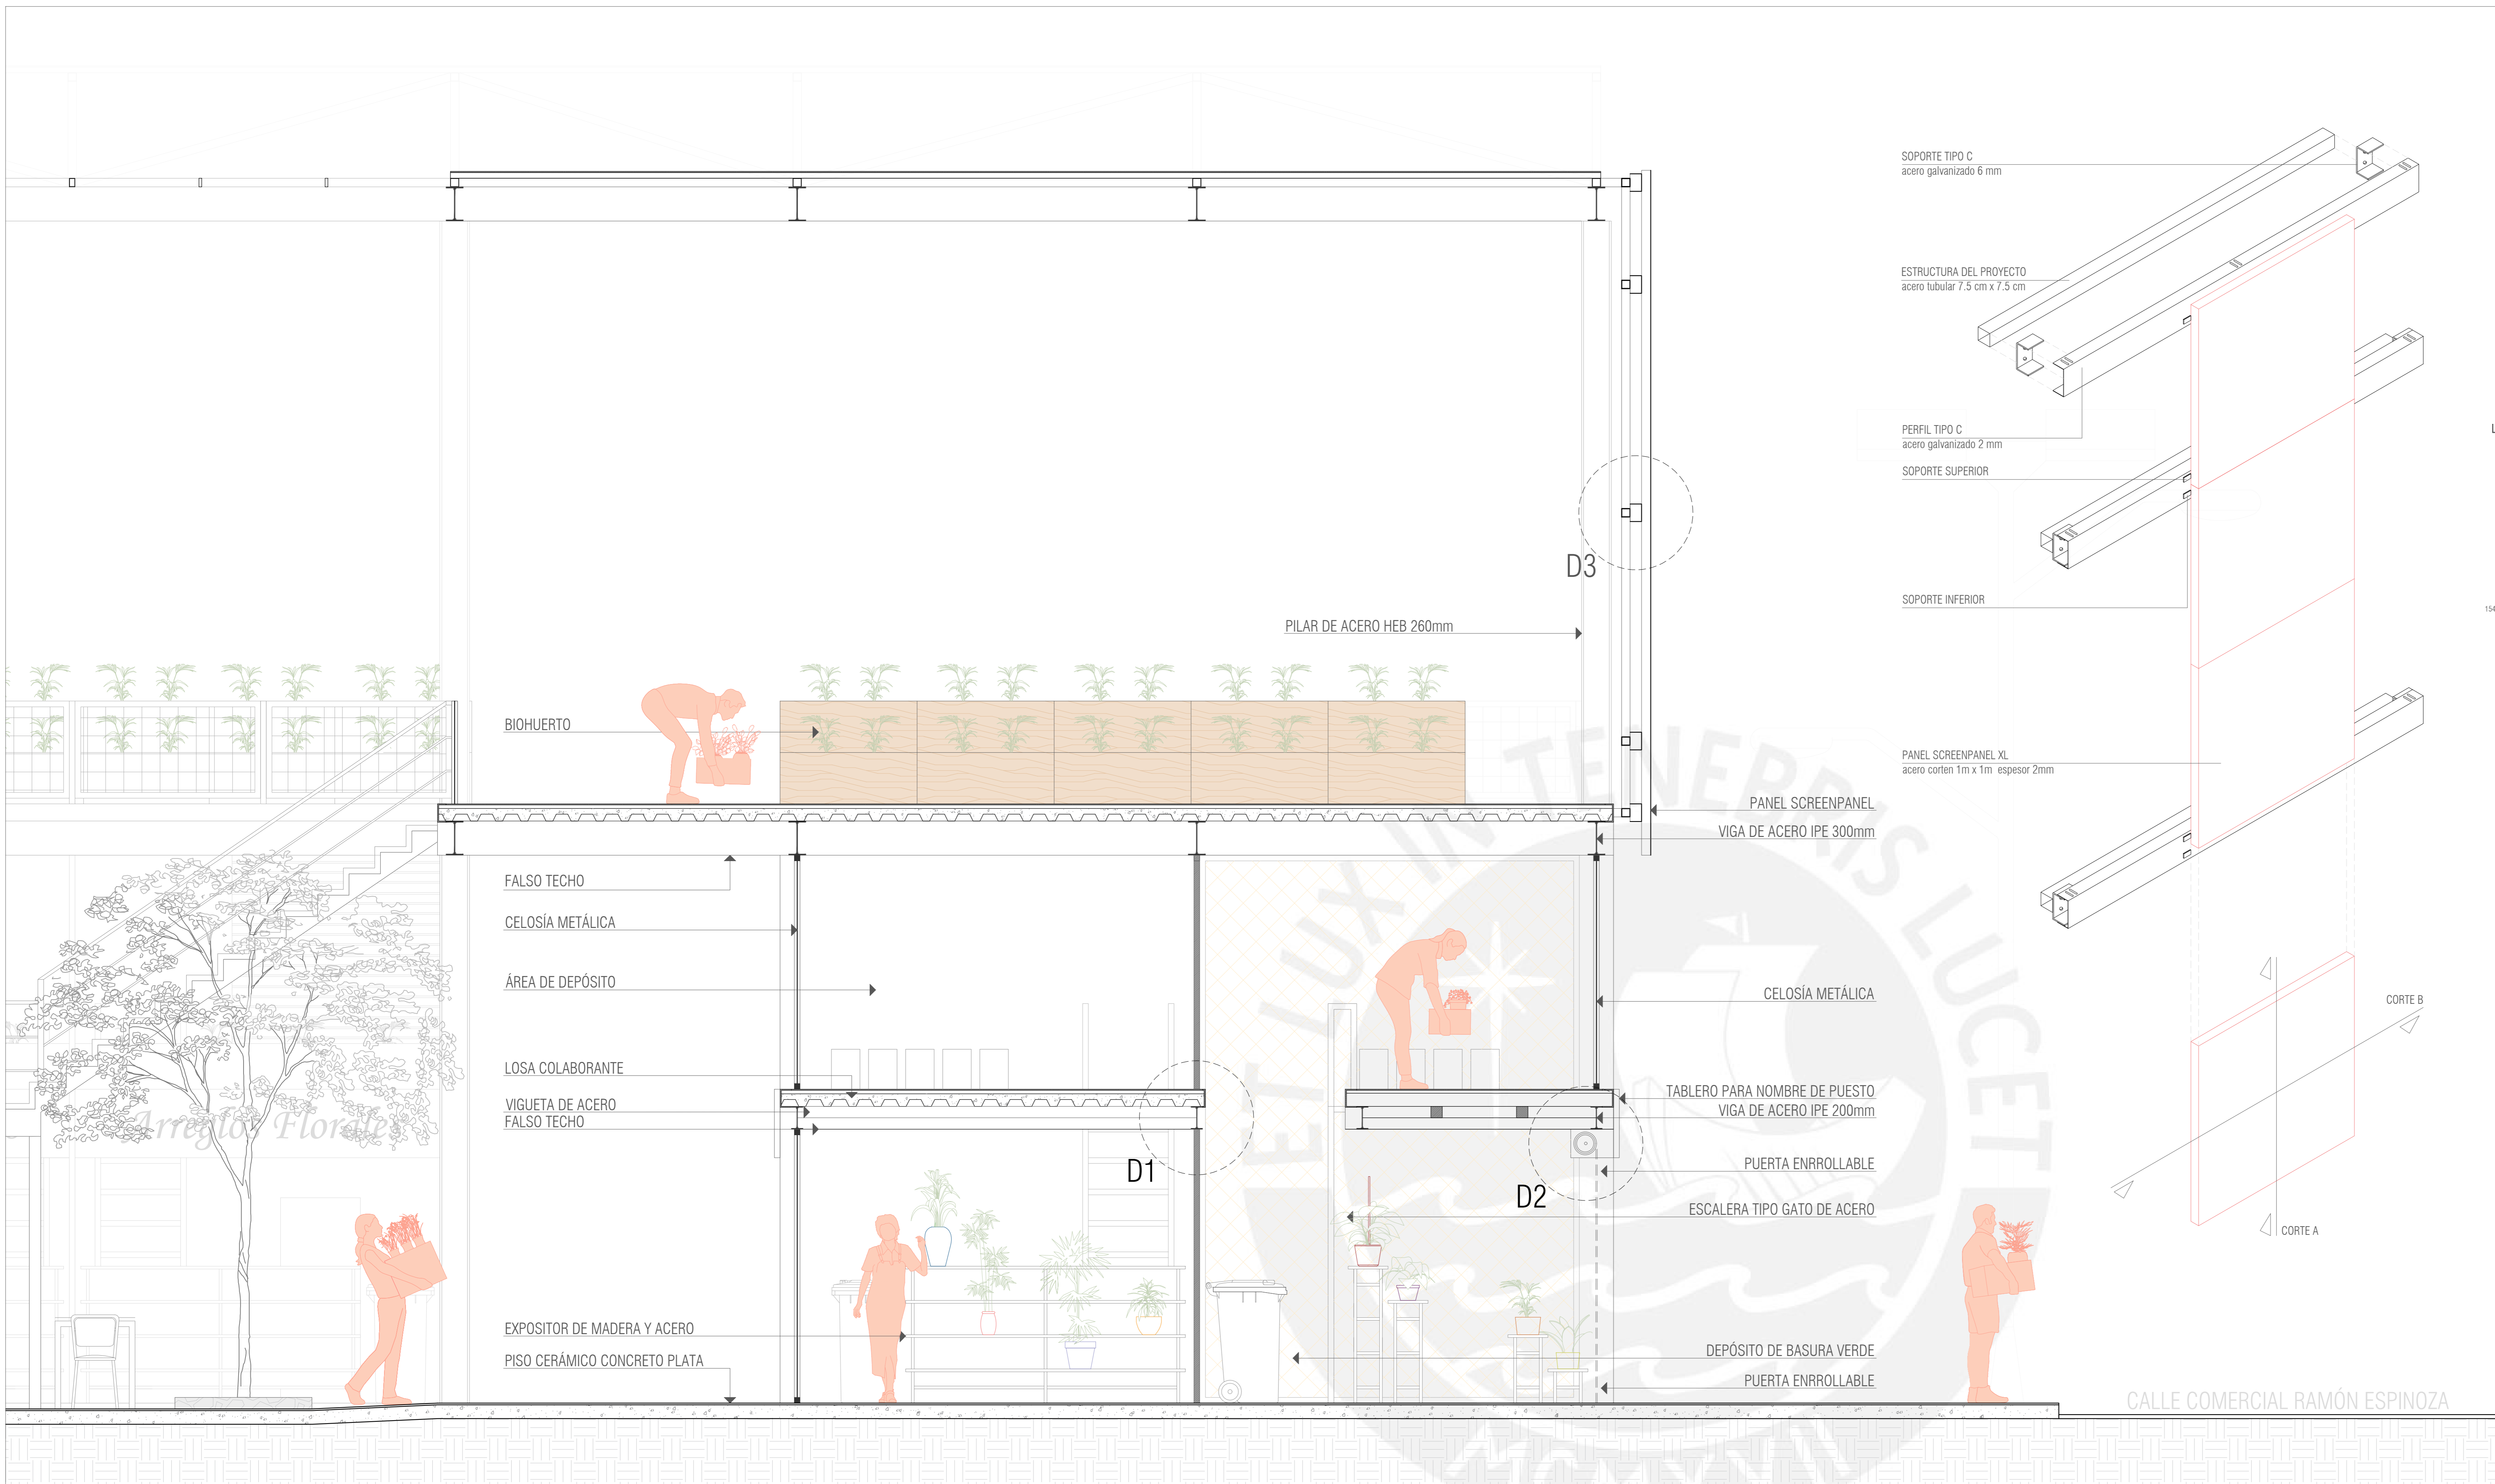 SOPORTE TIPO C
acero galvanizado 6 mm
ESTRUCTURA DEL PROYECTO
acero tubular 7.5 cm x 7.5 cm
PERFIL TIPO C
acero galvanizado 2 mm
SOPORTE SUPERIOR
SOPORTE INFERIOR
PANEL SCREENPANEL XL
acero corten 1m x 1m espesor 2mm
CORTE B
CORTE A
L
154
D3
PILAR DE ACERO HEB 260mm
BIOHUERTO
PANEL SCREENPANEL
VIGA DE ACERO IPE 300mm
FALSO TECHO
CELOSÍA METÁLICA
ÁREA DE DEPÓSITO
CELOSÍA METÁLICA
LOSA COLABORANTE
VIGUETA DE ACERO
FALSO TECHO
TABLERO PARA NOMBRE DE PUESTO
VIGA DE ACERO IPE 200mm
Arreglos Florales
D1
D2
PUERTA ENRROLLABLE
ESCALERA TIPO GATO DE ACERO
EXPOSITOR DE MADERA Y ACERO
PISO CERÁMICO CONCRETO PLATA
DEPÓSITO DE BASURA VERDE
PUERTA ENRROLLABLE
CALLE COMERCIAL RAMÓN ESPINOZA
ET LUX IN TENEBRIS LUCET